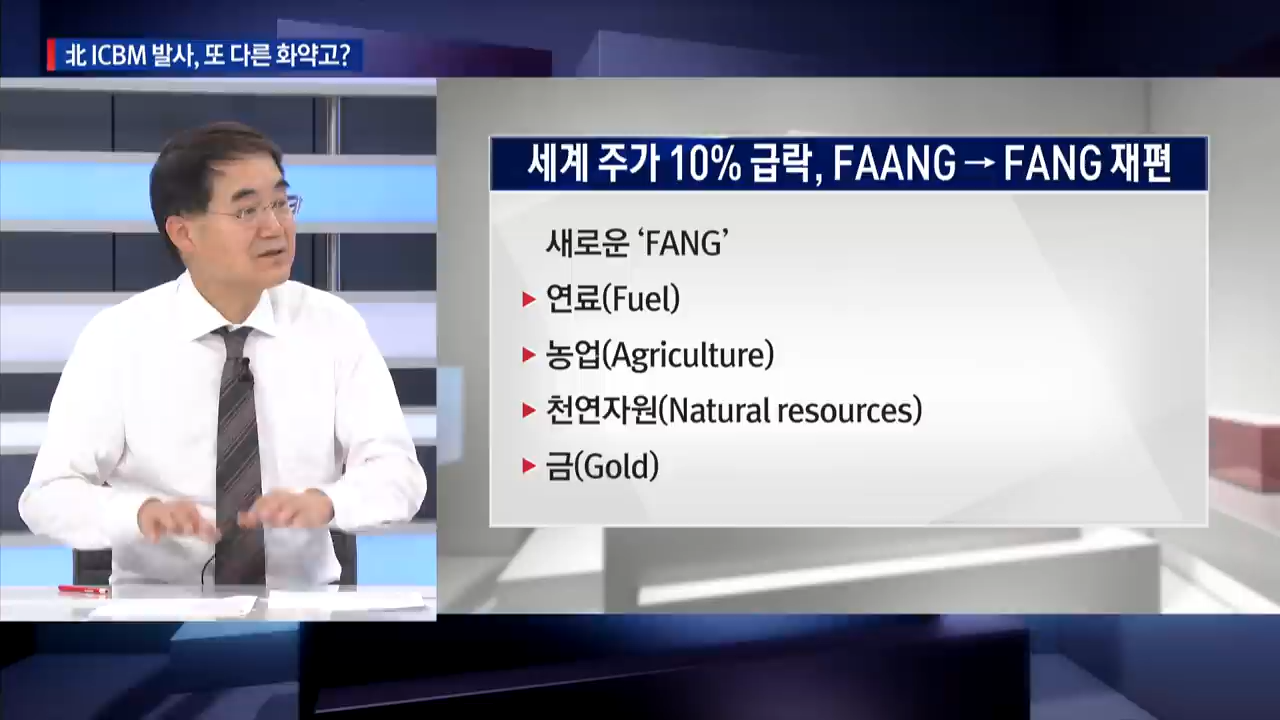 北 ICBM 발사, 또 다른 화약고?
세계 주가 10% 급락, FAANG → FANG 재편
새로운 ‘FANG’
▶ 연료(Fuel)
▶ 농업(Agriculture)
▶ 천연자원(Natural resources)
▶ 금(Gold)